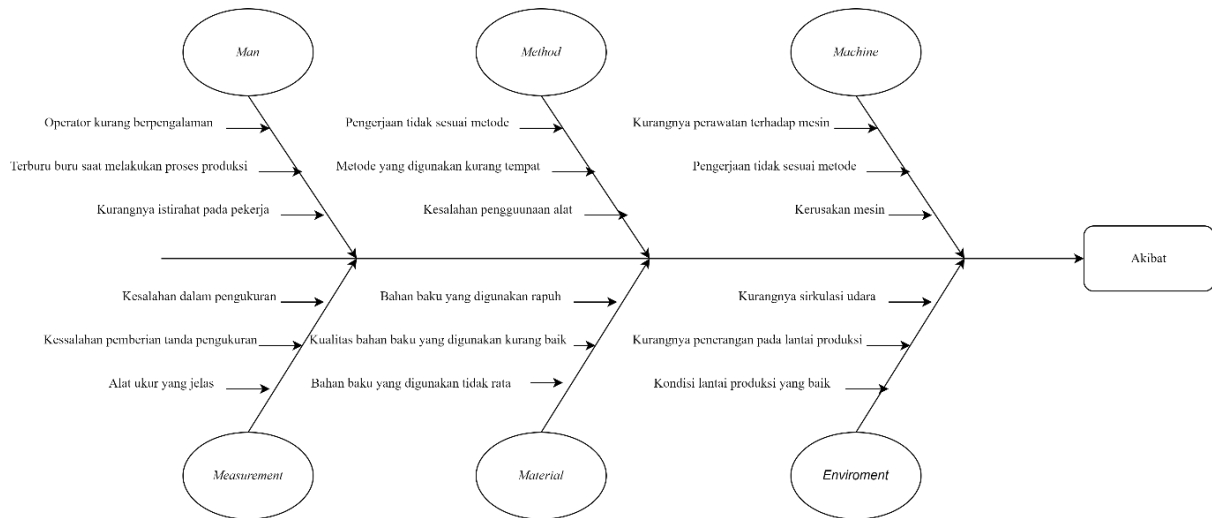 Man
Method
Machine
Operator kurang berpengalaman
Pengerjaan tidak sesuai metode
Kurangnya perawatan terhadap mesin
Terburu buru saat melakukan proses produksi
Metode yang digunakan kurang tempat
Pengerjaan tidak sesuai metode
Kurangnya istirahat pada pekerja
Kesalahan pengguunaan alat
Kerusakan mesin
Akibat
Kesalahan dalam pengukuran
Bahan baku yang digunakan rapuh
Kurangnya sirkulasi udara
Kessalahan pemberian tanda pengukuran
Kualitas bahan baku yang digunakan kurang baik
Kurangnya penerangan pada lantai produksi
Alat ukur yang jelas
Bahan baku yang digunakan tidak rata
Kondisi lantai produksi yang baik
Measurement
Material
Enviroment